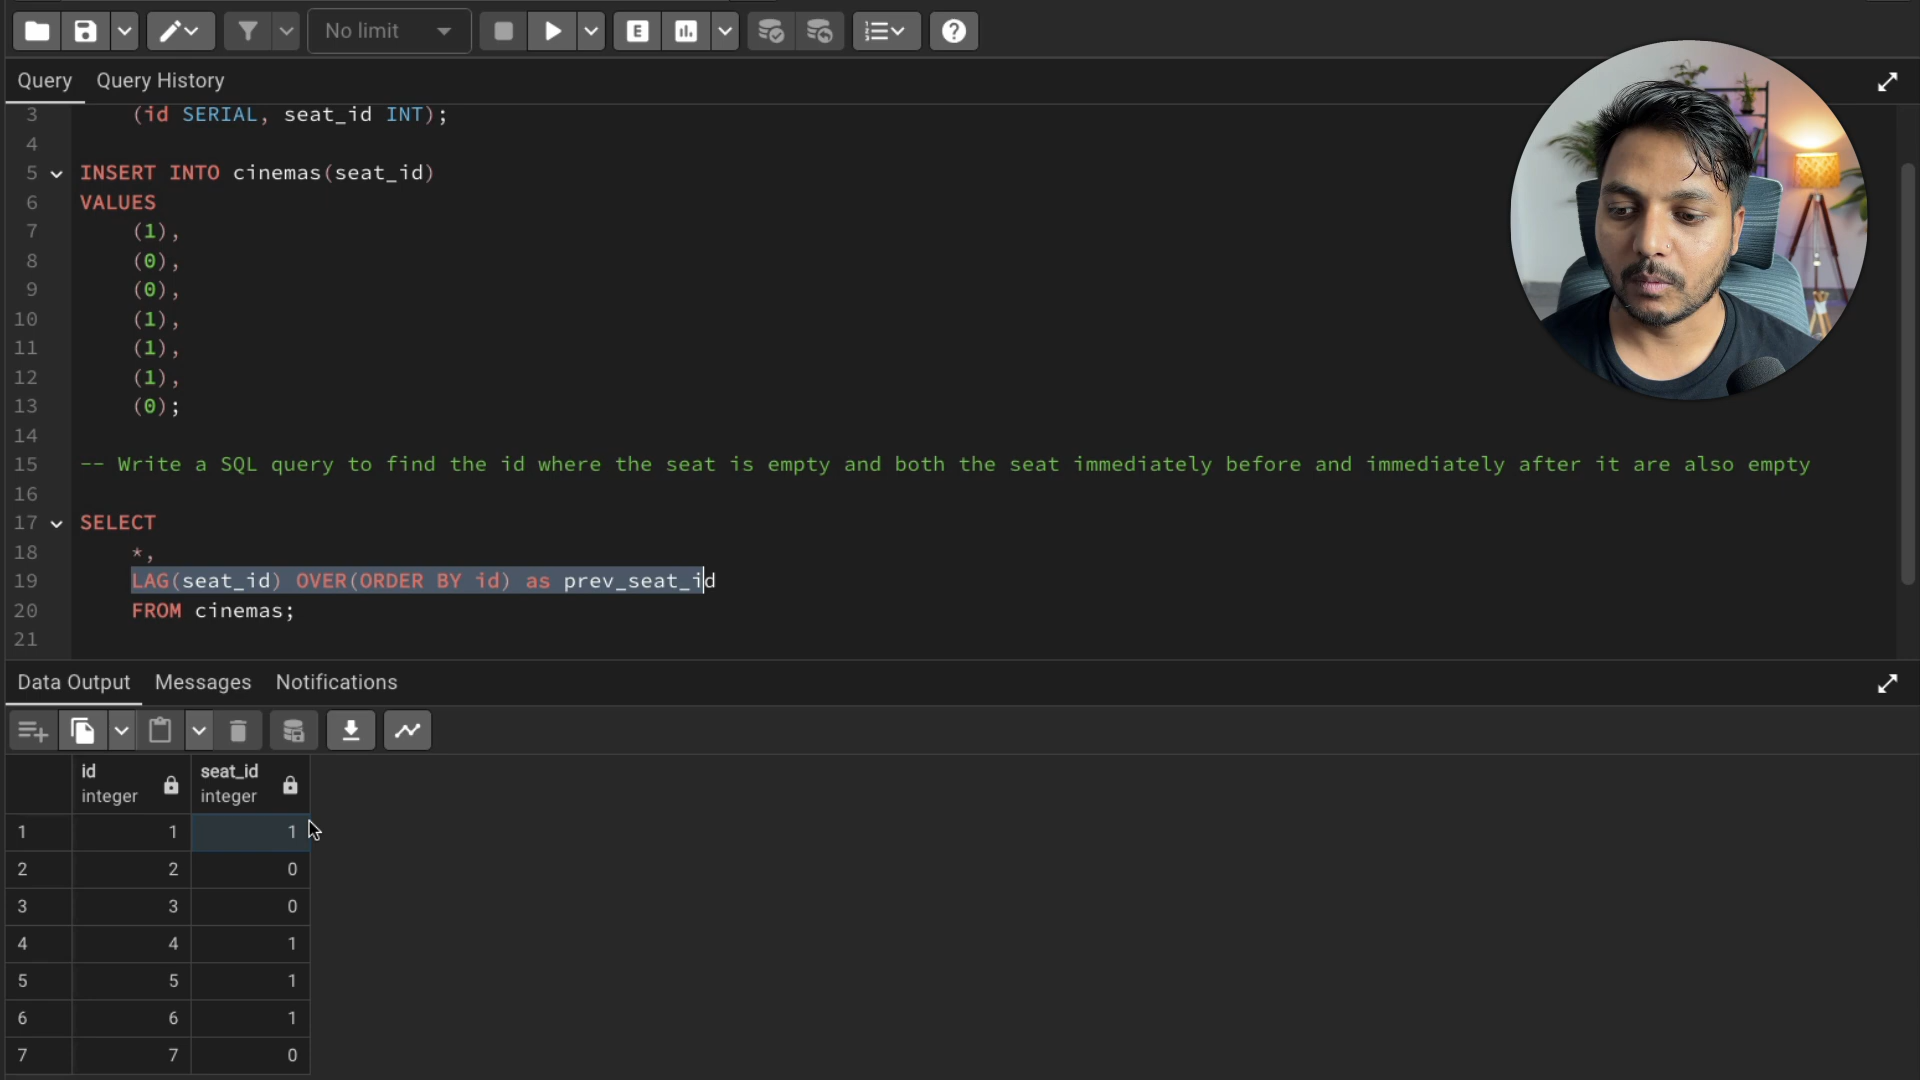 No limit
E
?
Query Query History
3 (id SERIAL, seat_id INT);
4
5 INSERT INTO cinemas(seat_id)
6 VALUES
7 (1),
8 (0),
9 (0),
10 (1),
11 (1),
12 (1),
13 (0);
14
15 -- Write a SQL query to find the id where the seat is empty and both the seat immediately before and immediately after it are also empty
16
17 SELECT
18 *,
19 LAG(seat_id) OVER(ORDER BY id) as prev_seat_id
20 FROM cinemas;
21
Data Output Messages Notifications
id seat_id
integer integer
1 1 1
2 2 0
3 3 0
4 4 1
5 5 1
6 6 1
7 7 0